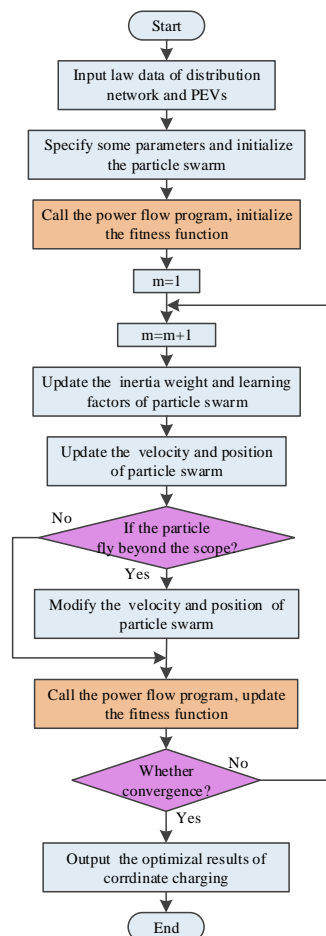 Start
Input law data of distribution
network and PEVs
Specify some parameters and initialize
the particle swarm
Call the power flow program, initialize
the fitness function
m=1
m=m+1
Update the inertia weight and learning
factors of particle swarm
Update the velocity and position
of particle swarm
No
If the particle
fly beyond the scope?
Yes
Modify the velocity and position of
particle swarm
Call the power flow program, update
the fitness function
Whether
convergence?
No
Yes
Output the optimizal results of
corrdinate charging
End